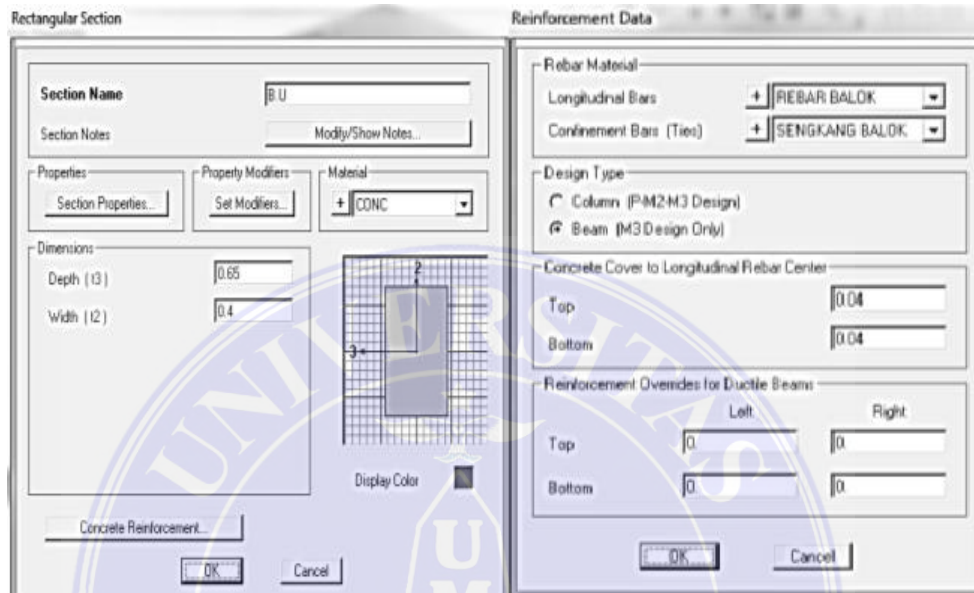 Rectangular Section
Section Name B.U
Section Notes Modify/Show Notes...
Properties Property Modifiers Material
Section Properties... Set Modifiers... + CONC
Dimensions
Depth ( t3 ) 0.65
Width ( t2 ) 0.4
2
3
Display Color
Concrete Reinforcement...
OK Cancel
Reinforcement Data
Rebar Material
Longitudinal Bars + REBAR BALOK
Confinement Bars (Ties) + SENGKANG BALOK
Design Type
Column (P-M2-M3 Design)
Beam (M3 Design Only)
Concrete Cover to Longitudinal Rebar Center
Top 0.04
Bottom 0.04
Reinforcement Overrides for Ductile Beams
Left Right
Top 0. 0.
Bottom 0. 0.
OK Cancel
UNIVERSITAS
UM